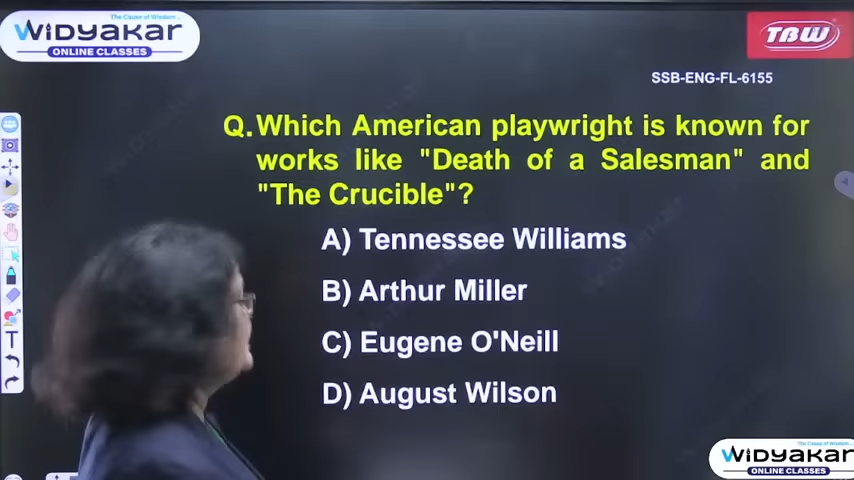 The Cause of Wisdom...
WIDYAKAR
ONLINE CLASSES
TBW
SSB-ENG-FL-6155
Q. Which American playwright is known for
works like "Death of a Salesman" and
"The Crucible"?
A) Tennessee Williams
B) Arthur Miller
C) Eugene O'Neill
D) August Wilson
T
The Cause of Wisdom...
WIDYAKAR
ONLINE CLASSES